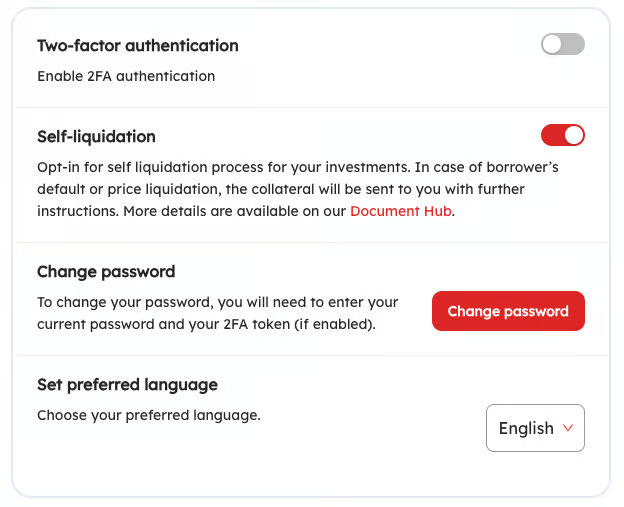 Two-factor authentication
Enable 2FA authentication
Self-liquidation
Opt-in for self liquidation process for your investments. In case of borrower's
default or price liquidation, the collateral will be sent to you with further
instructions. More details are available on our Document Hub.
Change password
To change your password, you will need to enter your
current password and your 2FA token (if enabled).
Change password
Set preferred language
Choose your preferred language.
English